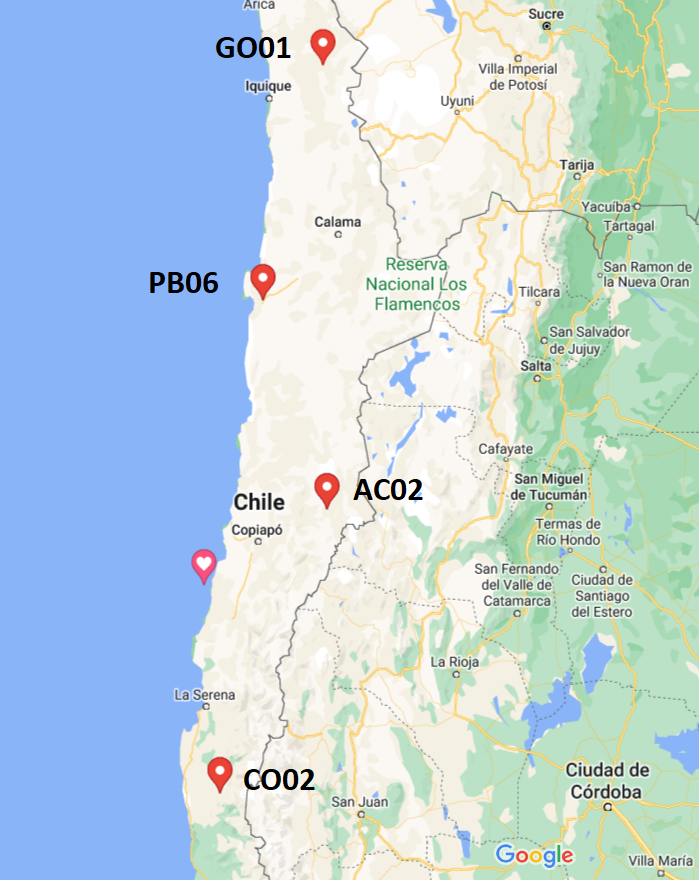 Arica
Sucre
GO01
Villa Imperial
de Potosí
Iquique
Uyuni
Tarija
Yacuíba
Calama
Tartagal
Reserva
Nacional Los
Flamencos
San Ramon de
la Nueva Oran
PB06
Tilcara
San Salvador
de Jujuy
Salta
Cafayate
AC02
San Miguel
de Tucumán
Chile
Copiapó
Termas de
Río Hondo
San Fernando
del Valle de
Catamarca
Ciudad de
Santiago
del Estero
La Rioja
La Serena
CO02
Ciudad de
Córdoba
San Juan
Google
Villa María